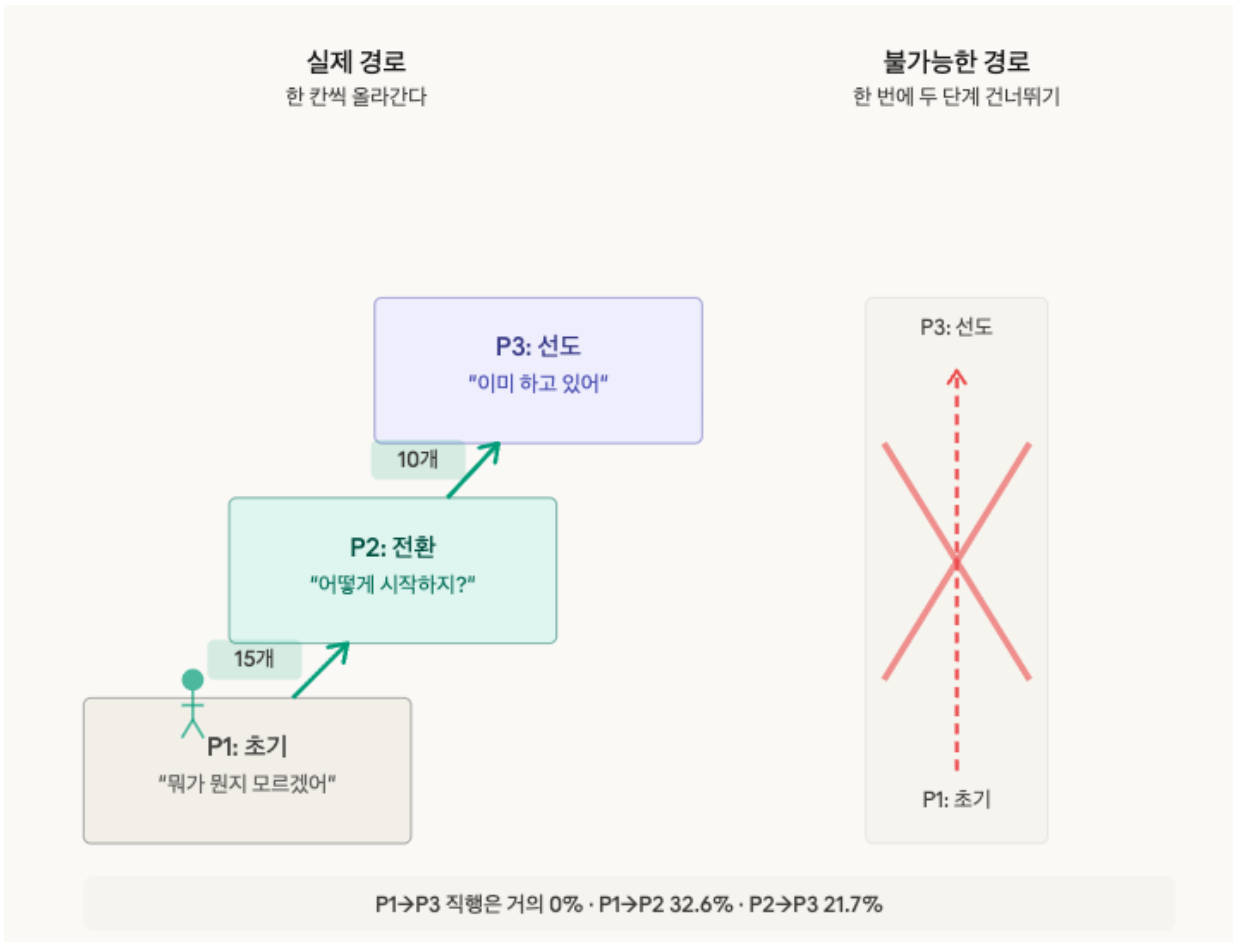 실제 경로
한 칸씩 올라간다
불가능한 경로
한 번에 두 단계 건너뛰기
P3: 선도
"이미 하고 있어"
10개
P2: 전환
"어떻게 시작하지?"
15개
P1: 초기
"뭐가 뭔지 모르겠어"
P3: 선도
P1: 초기
P1→P3 직행은 거의 0% · P1→P2 32.6% · P2→P3 21.7%